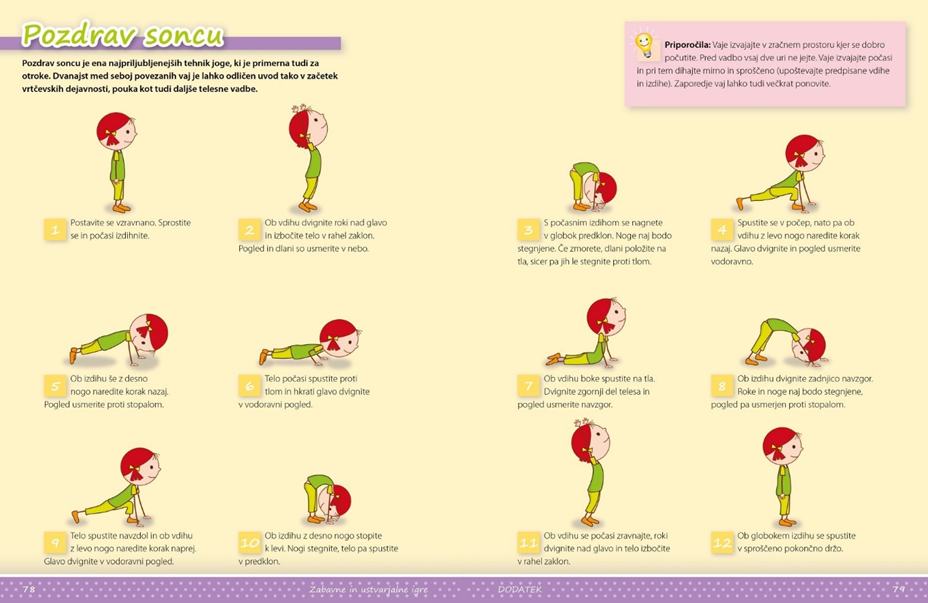 Pozdrav soncu
Pozdrav soncu je ena najpriljubljenejših tehnik joge, ki je primerna tudi za
otroke. Dvanajst med seboj povezanih vaj je lahko odličen uvod tako v začetek
vrtčevskih dejavnosti, pouka kot tudi daljše telesne vadbe.
Priporočila: Vaje izvajajte v zračnem prostoru kjer se dobro
počutite. Pred vadbo vsaj dve uri ne jejte. Vaje izvajajte počasi
in pri tem dihajte mirno in sproščeno (upoštevajte predpisane vdihe
in izdihe). Zaporedje vaj lahko tudi večkrat ponovite.
1 Postavite se vzravnano. Sprostite
se in počasi izdihnite.
2 Ob vdihu dvignite roki nad glavo
in izbočite telo v rahel zaklon.
Pogled in dlani so usmerite v nebo.
3 S počasnim izdihom se nagnete
v globok predklon. Noge naj bodo
stegnjene. Če zmorete, dlani položite na
tla, sicer pa jih le stegnite proti tlom.
4 Spustite se v počep, nato pa ob
vdihu z levo nogo naredite korak
nazaj. Glavo dvignite in pogled usmerite
vodoravno.
5 Ob izdihu še z desno
nogo naredite korak nazaj.
Pogled usmerite proti stopalom.
6 Telo počasi spustite proti
tlom in hkrati glavo dvignite
v vodoravni pogled.
7 Ob vdihu boke spustite na tla.
Dvignite zgornji del telesa in
pogled usmerite navzgor.
8 Ob izdihu dvignite zadnjico navzgor.
Roke in noge naj bodo stegnjene,
pogled pa usmerjen proti stopalom.
9 Telo spustite navzdol in ob vdihu
z levo nogo naredite korak naprej.
Glavo dvignite v vodoravni pogled.
10 Ob izdihu z desno nogo stopite
k levi. Nogi stegnite, telo pa spustite
v predklon.
11 Ob vdihu se počasi zravnajte, roki
dvignite nad glavo in telo izbočite
v rahel zaklon.
12 Ob globokem izdihu se spustite
v sproščeno pokončno držo.
78 Zabavne in ustvarjalne igre DODATEK 79